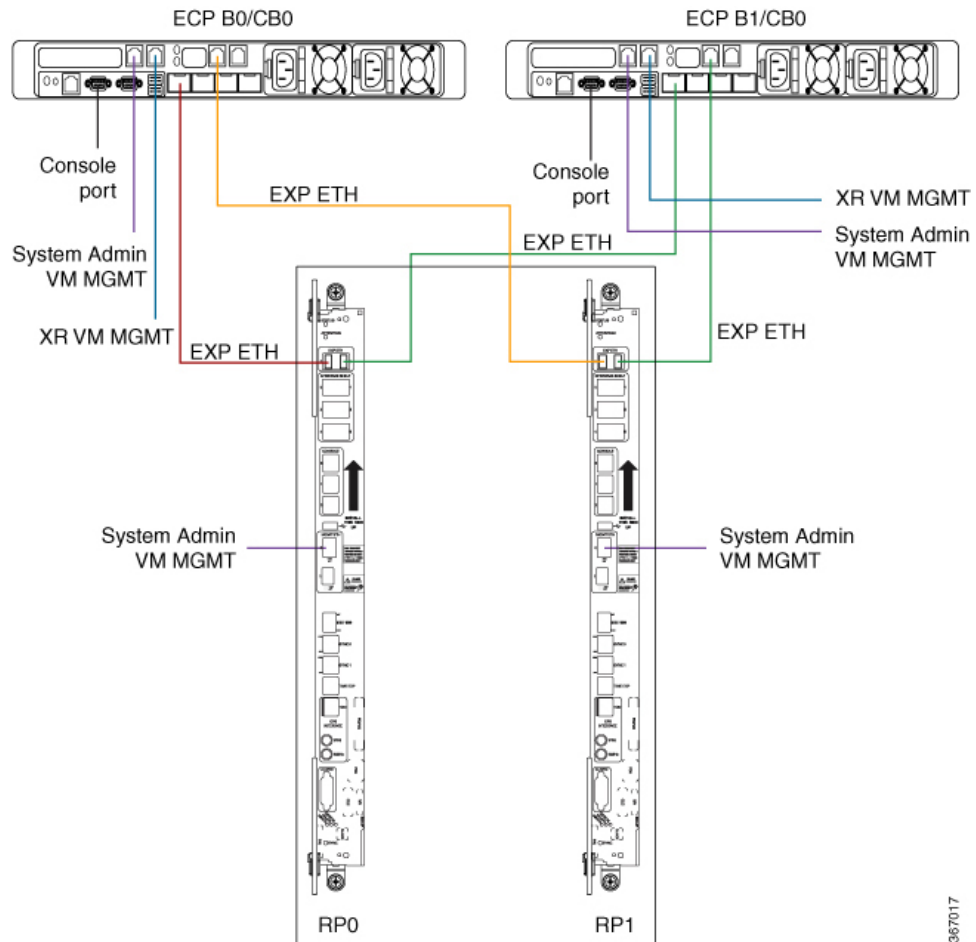 ECP B0/CB0
ECP B1/CB0
Console
port
System Admin
VM MGMT
XR VM MGMT
EXP ETH
EXP ETH
EXP ETH
Console
port
XR VM MGMT
System Admin
VM MGMT
EXP ETH
System Admin
VM MGMT
System Admin
VM MGMT
RP0
RP1
367017